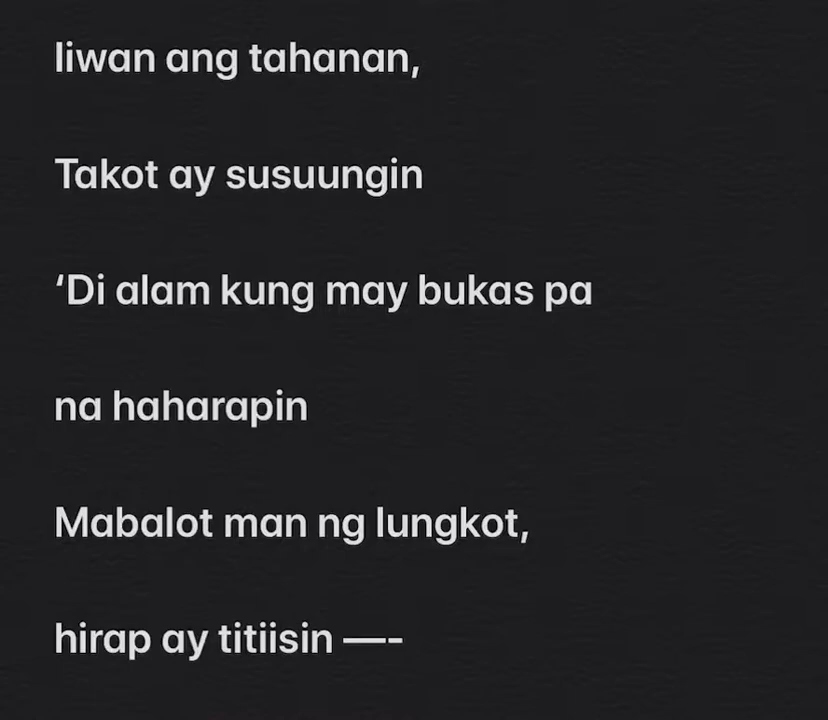 Iiwan ang tahanan,
Takot ay susuungin
‘Di alam kung may bukas pa
na haharapin
Mabalot man ng lungkot,
hirap ay titiisin —-